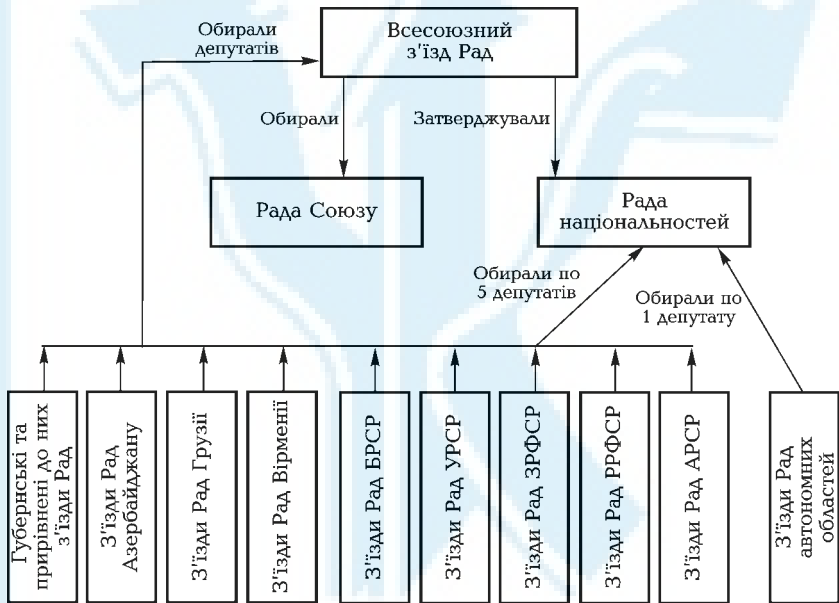 Обирали
депутатів
Всесоюзний
з'їзд Рад
Обирали
Затверджували
Рада Союзу
Рада
національностей
Обирали по
5 депутатів
Обирали по
1 депутату
Губернські та
прирівнені до них
з'їзди Рад
З'їзди Рад
Азербайджану
З'їзди Рад Грузії
З'їзди Рад Вірменії
З'їзди Рад БРСР
З'їзди Рад УРСР
З'їзди Рад ЗРФСР
З'їзди Рад РРФСР
З'їзди Рад АРСР
З'їзди Рад
автономних
областей